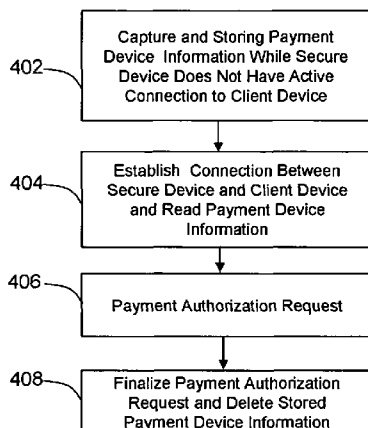 402
Capture and Storing Payment
Device Information While Secure
Device Does Not Have Active
Connection to Client Device
404
Establish Connection Between
Secure Device and Client Device
and Read Payment Device
Information
406
Payment Authorization Request
408
Finalize Payment Authorization
Request and Delete Stored
Payment Device Information